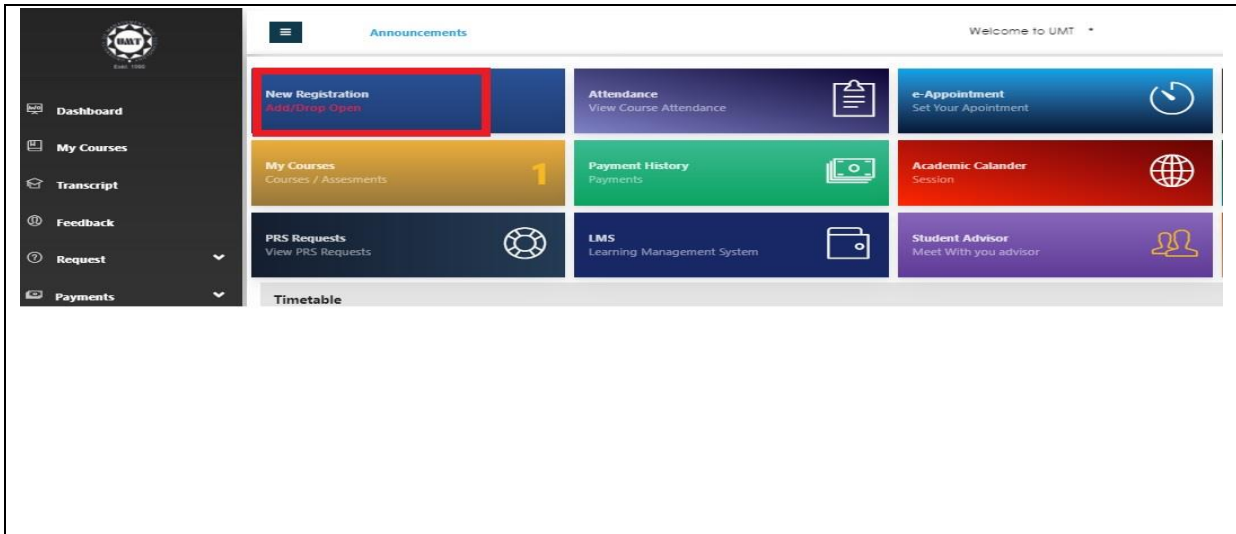 UMT
Announcements
Welcome to UMT
Dashboard
My Courses
Transcript
Feedback
Request
Payments
New Registration
Add/Drop Open
Attendance
View Course Attendance
e-Appointment
Set Your Apointment
My Courses
Courses / Assesments
1
Payment History
Payments
Academic Calander
Session
PRS Requests
View PRS Requests
LMS
Learning Management System
Student Advisor
Meet With you advisor
Timetable